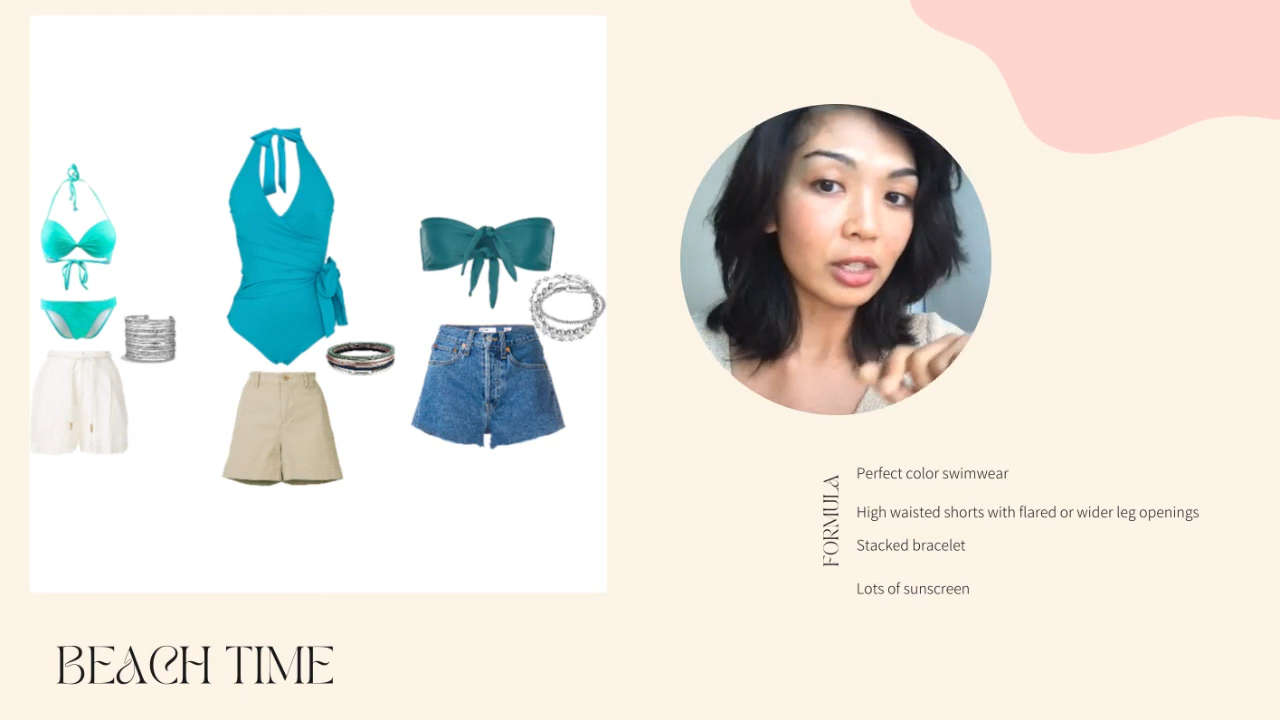 FORMULA
Perfect color swimwear
High waisted shorts with flared or wider leg openings
Stacked bracelet
Lots of sunscreen
BEACH TIME